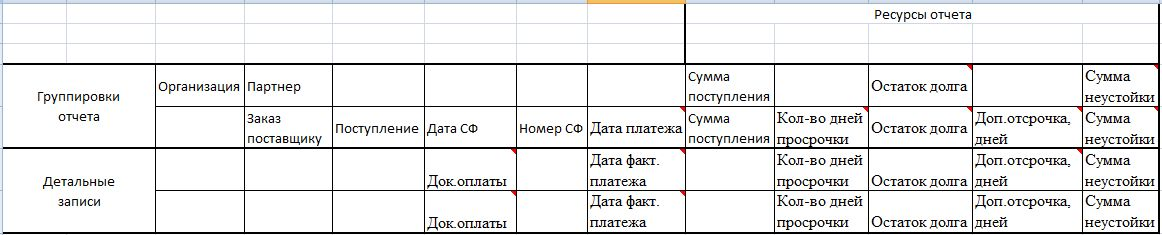 Ресурсы отчета
Группировки отчета
Организация Партнер Сумма поступления Остаток долга Сумма неустойки
Заказ поставщику Поступление Дата СФ Номер СФ Дата платежа Сумма поступления Кол-во дней просрочки Остаток долга Доп.отсрочка, дней Сумма неустойки
Детальные записи
Док.оплаты Дата факт. платежа Кол-во дней просрочки Остаток долга Доп.отсрочка, дней Сумма неустойки
Док.оплаты Дата факт. платежа Кол-во дней просрочки Остаток долга Доп.отсрочка, дней Сумма неустойки